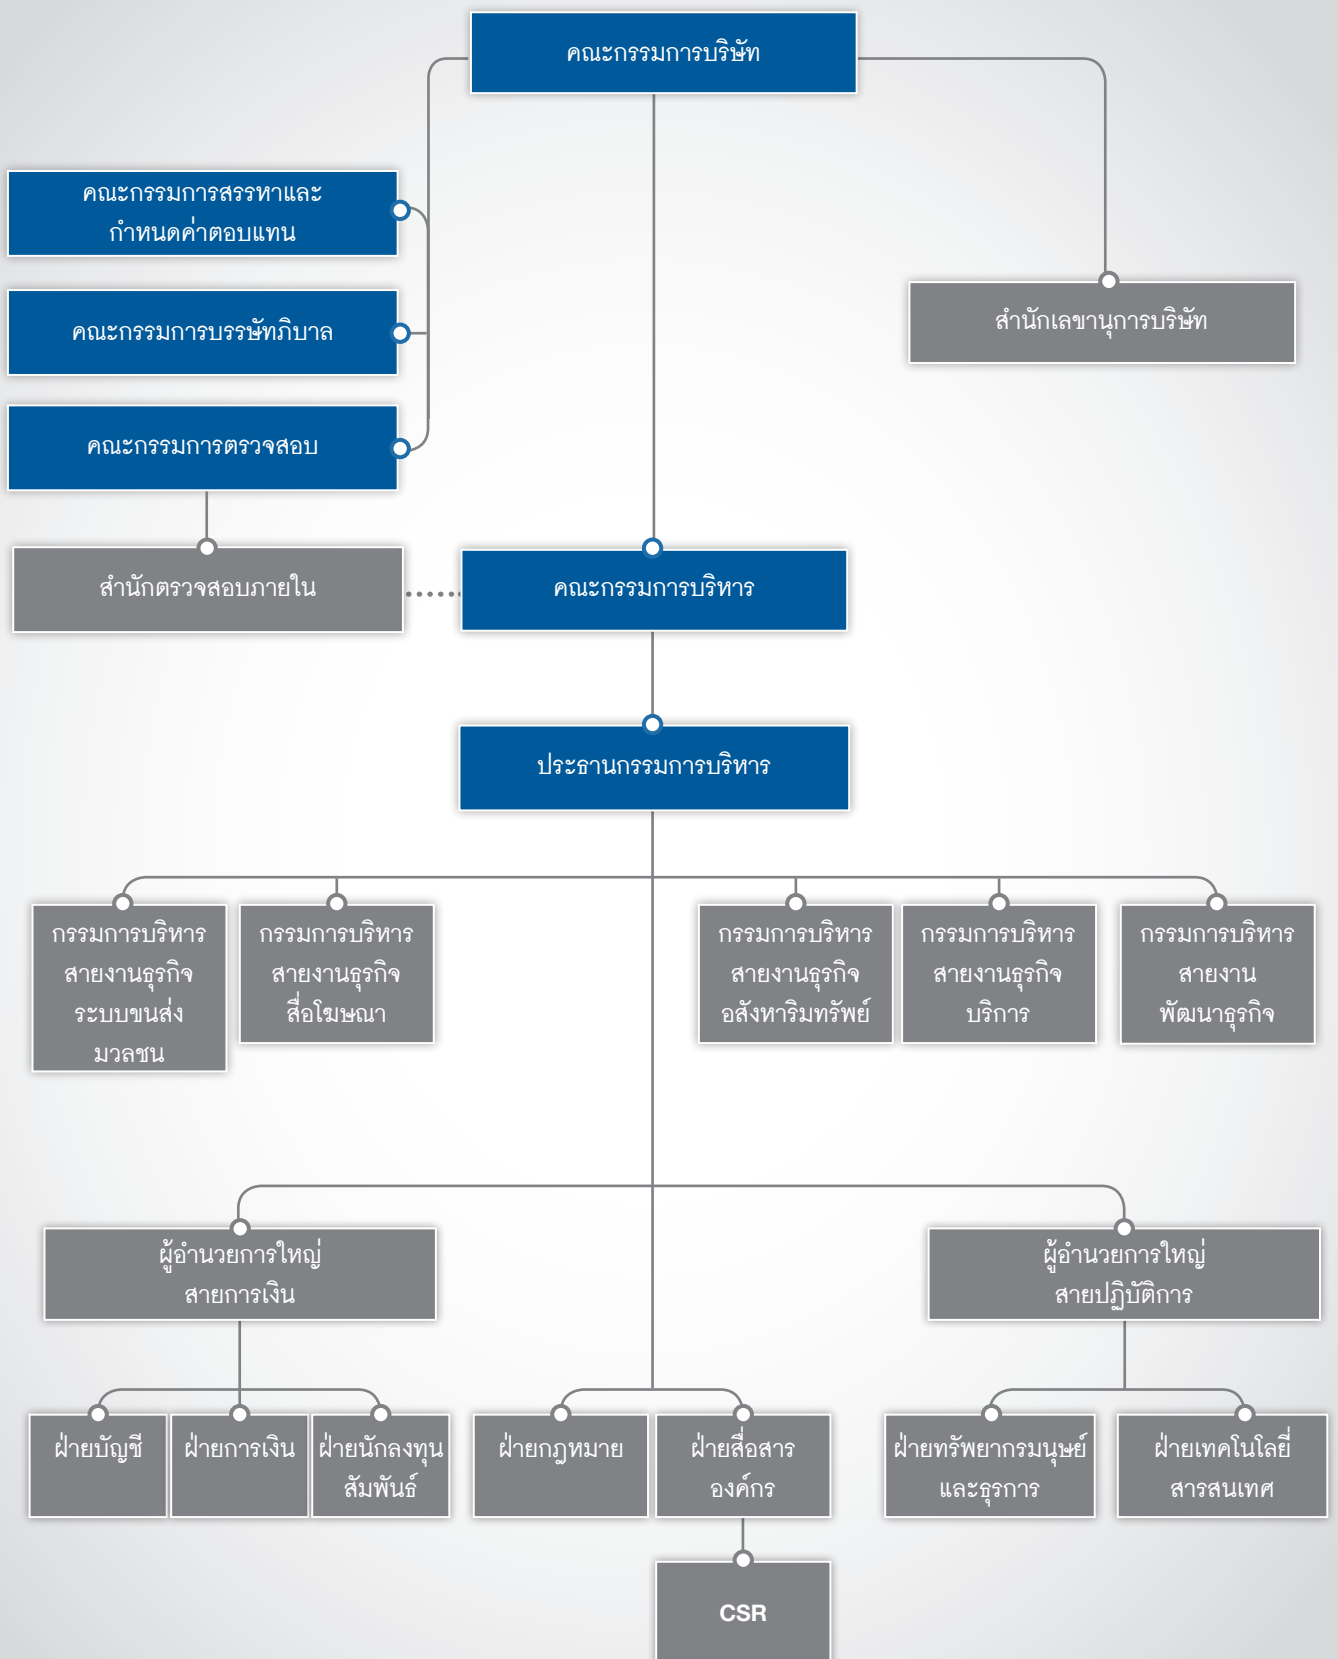 คณะกรรมการบริษัท
คณะกรรมการสรรหาและ
กำหนดค่าตอบแทน
คณะกรรมการบรรษัทภิบาล
สำนักเลขานุการบริษัท
คณะกรรมการตรวจสอบ
สำนักตรวจสอบภายใน
คณะกรรมการบริหาร
ประธานกรรมการบริหาร
กรรมการบริหาร
สายงานธุรกิจ
ระบบขนส่ง
มวลชน
กรรมการบริหาร
สายงานธุรกิจ
สื่อโฆษณา
กรรมการบริหาร
สายงานธุรกิจ
อสังหาริมทรัพย์
กรรมการบริหาร
สายงานธุรกิจ
บริการ
กรรมการบริหาร
สายงาน
พัฒนาธุรกิจ
ผู้อำนวยการใหญ่
สายการเงิน
ผู้อำนวยการใหญ่
สายปฏิบัติการ
ฝ่ายบัญชี
ฝ่ายการเงิน
ฝ่ายนักลงทุน
สัมพันธ์
ฝ่ายกฎหมาย
ฝ่ายสื่อสาร
องค์กร
ฝ่ายทรัพยากรมนุษย์
และธุรการ
ฝ่ายเทคโนโลยี่
สารสนเทศ
CSR